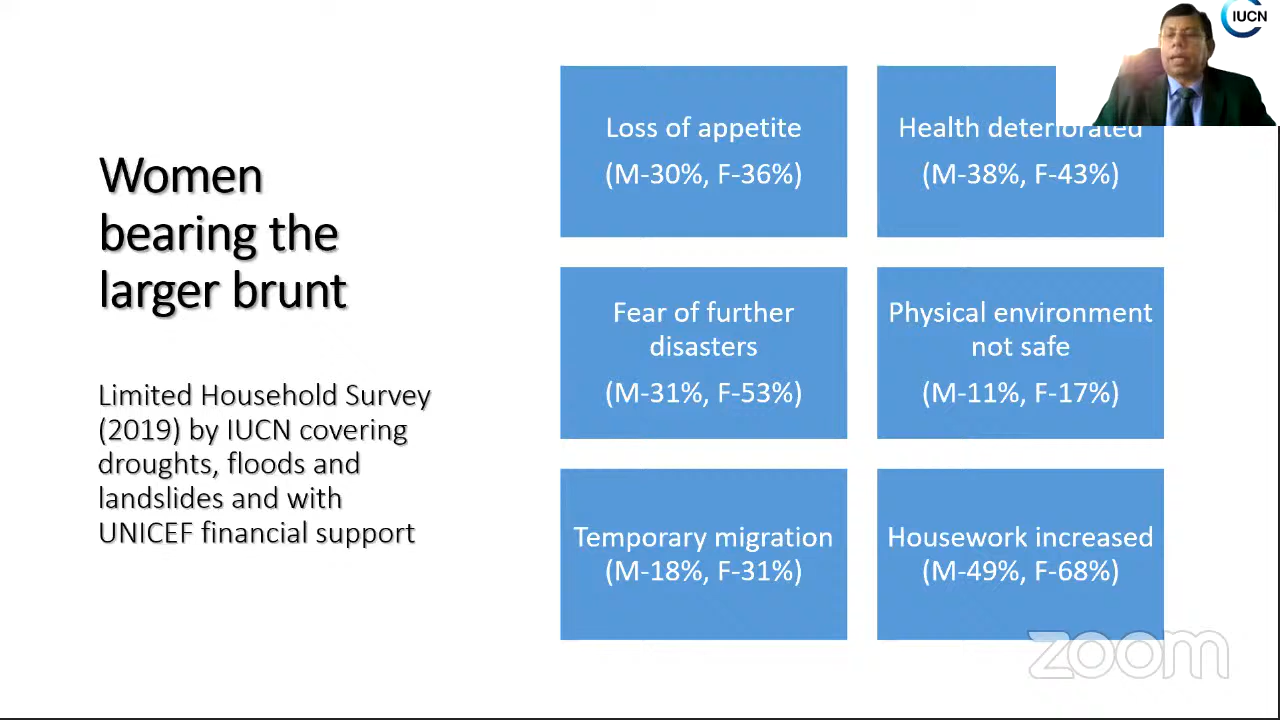 IUCN
Women
bearing the
larger brunt
Limited Household Survey
(2019) by IUCN covering
droughts, floods and
landslides and with
UNICEF financial support
Loss of appetite
(M-30%, F-36%)
Health deteriorated
(M-38%, F-43%)
Fear of further
disasters
(M-31%, F-53%)
Physical environment
not safe
(M-11%, F-17%)
Temporary migration
(M-18%, F-31%)
Housework increased
(M-49%, F-68%)
zoom